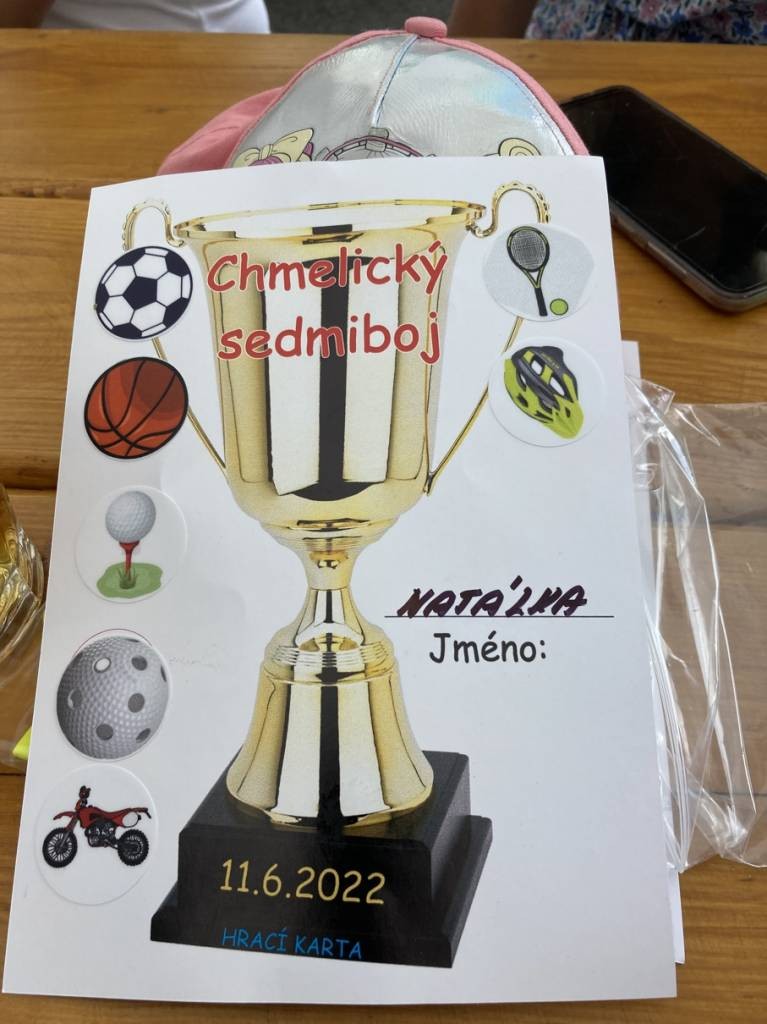 Chmelický
sedmiboj
NATÁLKA
Jméno:
11.6.2022
HRACÍ KARTA